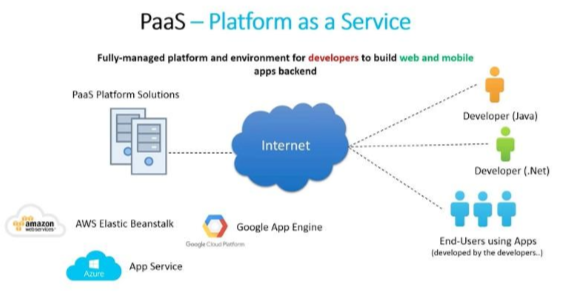 PaaS – Platform as a Service
Fully-managed platform and environment for developers to build web and mobile
apps backend
PaaS Platform Solutions
Internet
Developer (Java)
Developer (.Net)
End-Users using Apps
(developed by the developers..)
amazon
webservices
AWS Elastic Beanstalk
Google Cloud Platform
Google App Engine
Azure
App Service